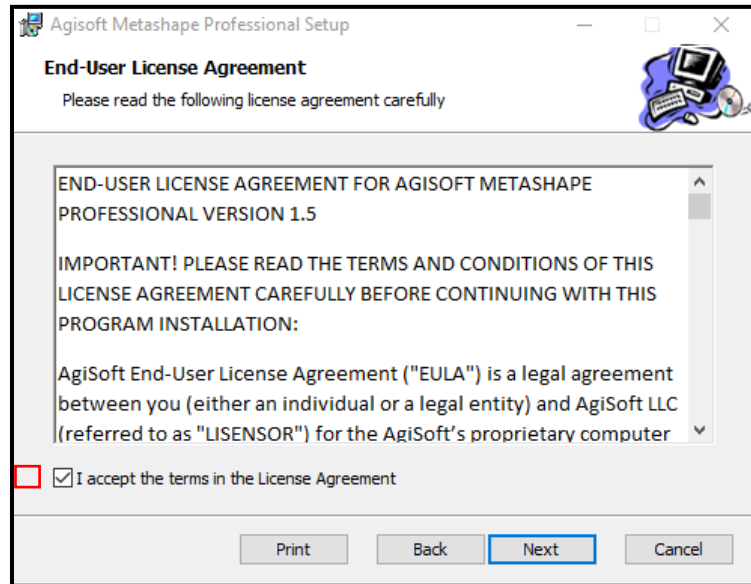 Agisoft Metashape Professional Setup
End-User License Agreement
Please read the following license agreement carefully
END-USER LICENSE AGREEMENT FOR AGISOFT METASHAPE
PROFESSIONAL VERSION 1.5
IMPORTANT! PLEASE READ THE TERMS AND CONDITIONS OF THIS
LICENSE AGREEMENT CAREFULLY BEFORE CONTINUING WITH THIS
PROGRAM INSTALLATION:
AgiSoft End-User License Agreement ("EULA") is a legal agreement
between you (either an individual or a legal entity) and AgiSoft LLC
(referred to as "LISENSOR") for the AgiSoft's proprietary computer
I accept the terms in the License Agreement
Print Back Next Cancel